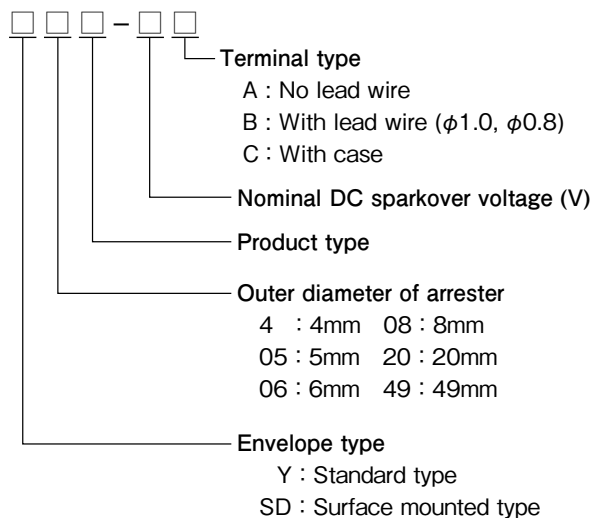 □□□-□□
Terminal type
A : No lead wire
B : With lead wire (φ1.0, φ0.8)
C : With case
Nominal DC sparkover voltage (V)
Product type
Outer diameter of arrester
4 : 4mm 08 : 8mm
05 : 5mm 20 : 20mm
06 : 6mm 49 : 49mm
Envelope type
Y : Standard type
SD : Surface mounted type